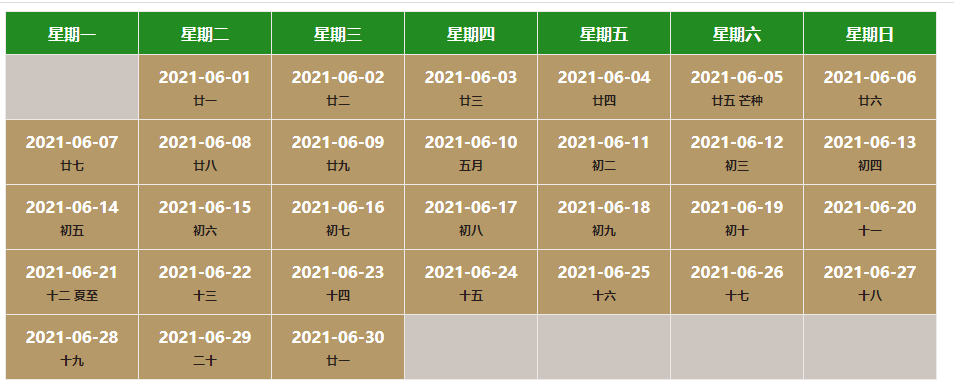 星期一 星期二 星期三 星期四 星期五 星期六 星期日
2021-06-01 2021-06-02 2021-06-03 2021-06-04 2021-06-05 2021-06-06
廿一 廿二 廿三 廿四 廿五 芒种 廿六
2021-06-07 2021-06-08 2021-06-09 2021-06-10 2021-06-11 2021-06-12 2021-06-13
廿七 廿八 廿九 五月 初二 初三 初四
2021-06-14 2021-06-15 2021-06-16 2021-06-17 2021-06-18 2021-06-19 2021-06-20
初五 初六 初七 初八 初九 初十 十一
2021-06-21 2021-06-22 2021-06-23 2021-06-24 2021-06-25 2021-06-26 2021-06-27
十二 夏至 十三 十四 十五 十六 十七 十八
2021-06-28 2021-06-29 2021-06-30
十九 二十 廿一